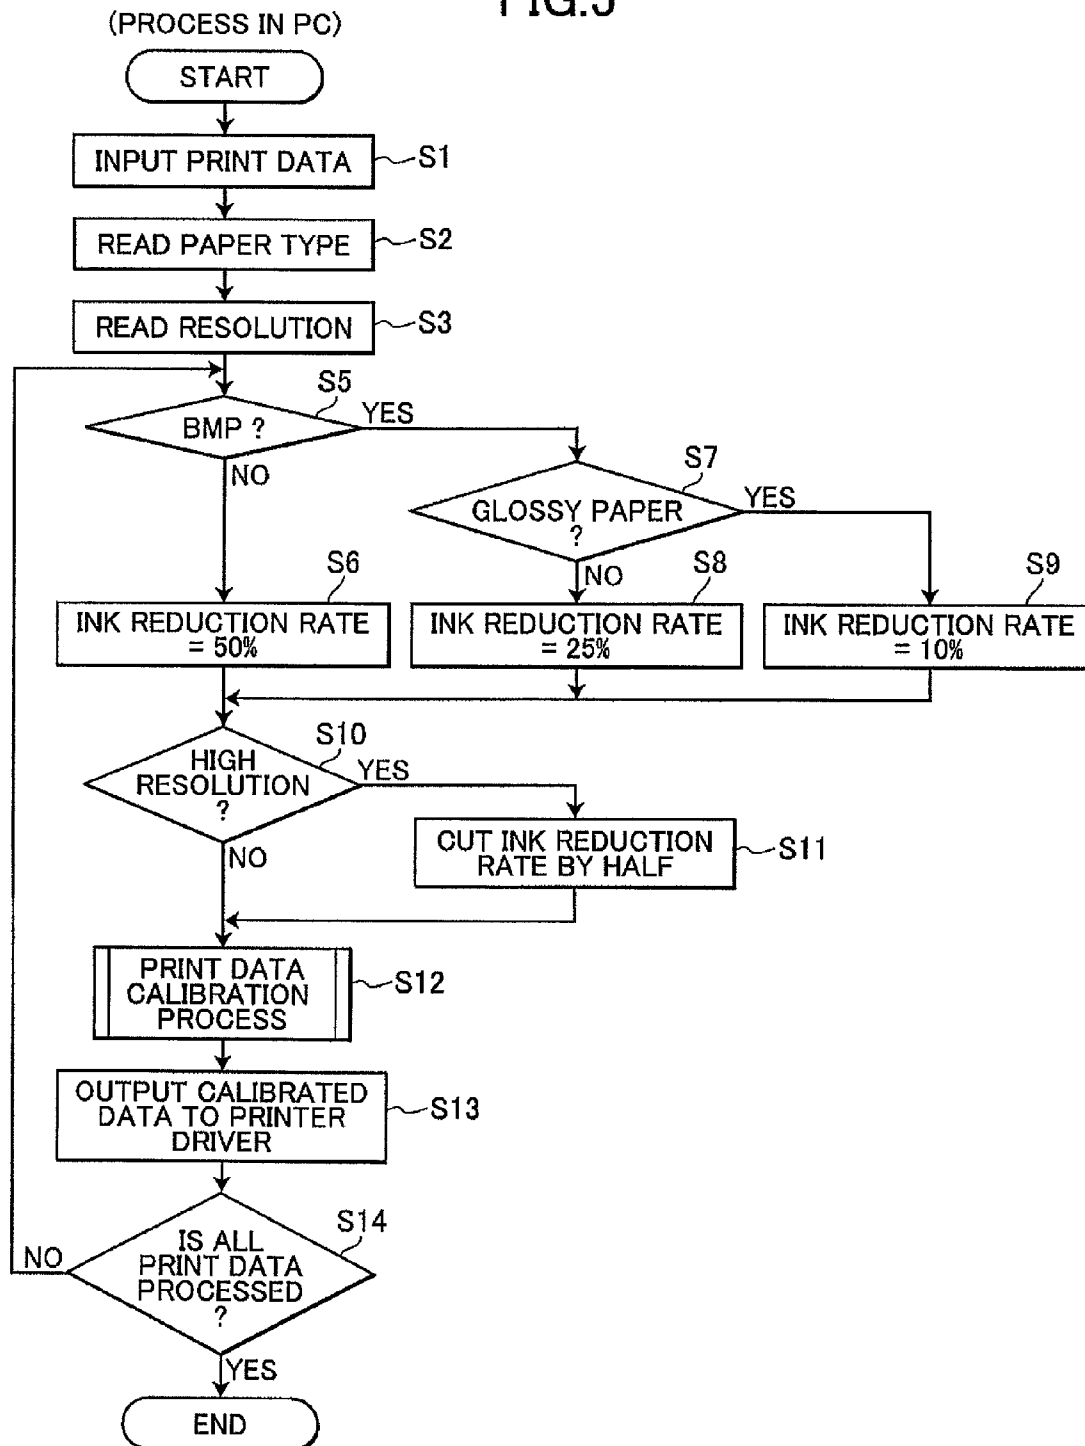 (PROCESS IN PC)
START
INPUT PRINT DATA
S1
READ PAPER TYPE
S2
READ RESOLUTION
S3
S5
BMP ?
YES
NO
S7
GLOSSY PAPER
?
YES
NO
S6
INK REDUCTION RATE
= 50%
S8
INK REDUCTION RATE
= 25%
S9
INK REDUCTION RATE
= 10%
S10
HIGH
RESOLUTION
?
YES
NO
CUT INK REDUCTION
RATE BY HALF
S11
PRINT DATA
CALIBRATION
PROCESS
S12
OUTPUT CALIBRATED
DATA TO PRINTER
DRIVER
S13
S14
IS ALL
PRINT DATA
PROCESSED
?
NO
YES
END